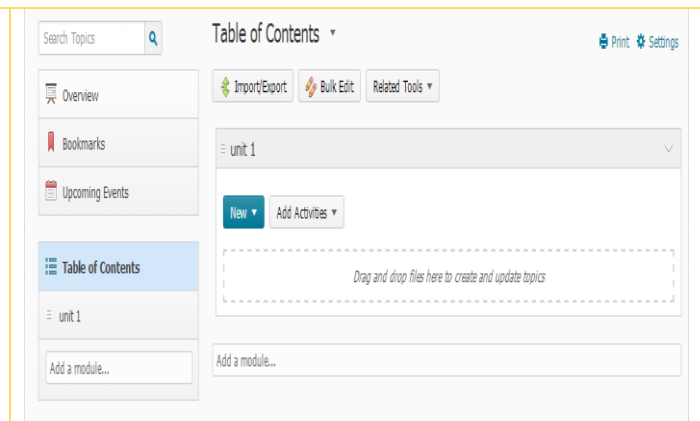 Search Topics
Overview
Bookmarks
Upcoming Events
Table of Contents
unit 1
Add a module...
Table of Contents
Print
Settings
Import/Export
Bulk Edit
Related Tools
unit 1
New
Add Activities
Drag and drop files here to create and update topics
Add a module...